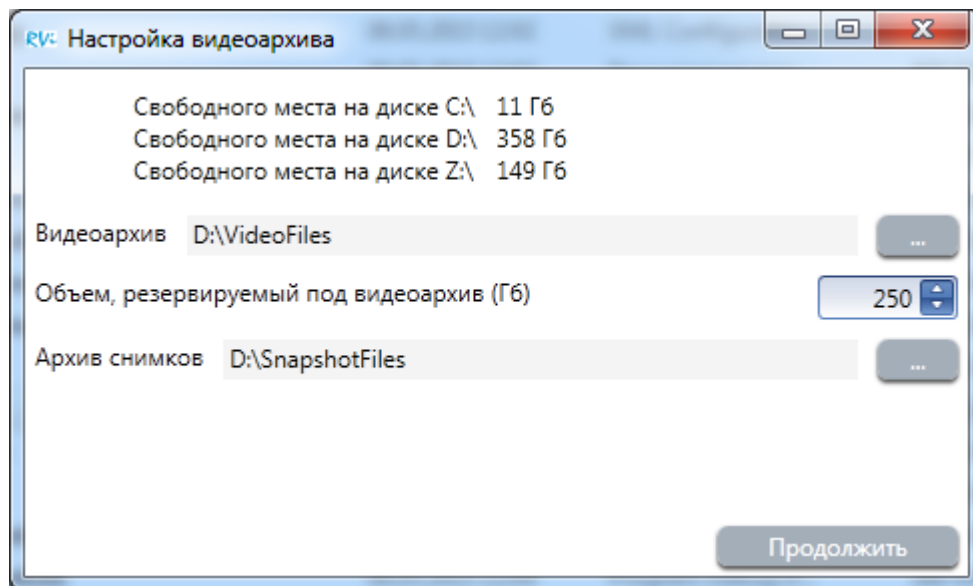 RVi Настройка видеоархива
Свободного места на диске C:\ 11 Гб
Свободного места на диске D:\ 358 Гб
Свободного места на диске Z:\ 149 Гб
Видеоархив D:\VideoFiles ...
Объем, резервируемый под видеоархив (Гб) 250
Архив снимков D:\SnapshotFiles ...
Продолжить